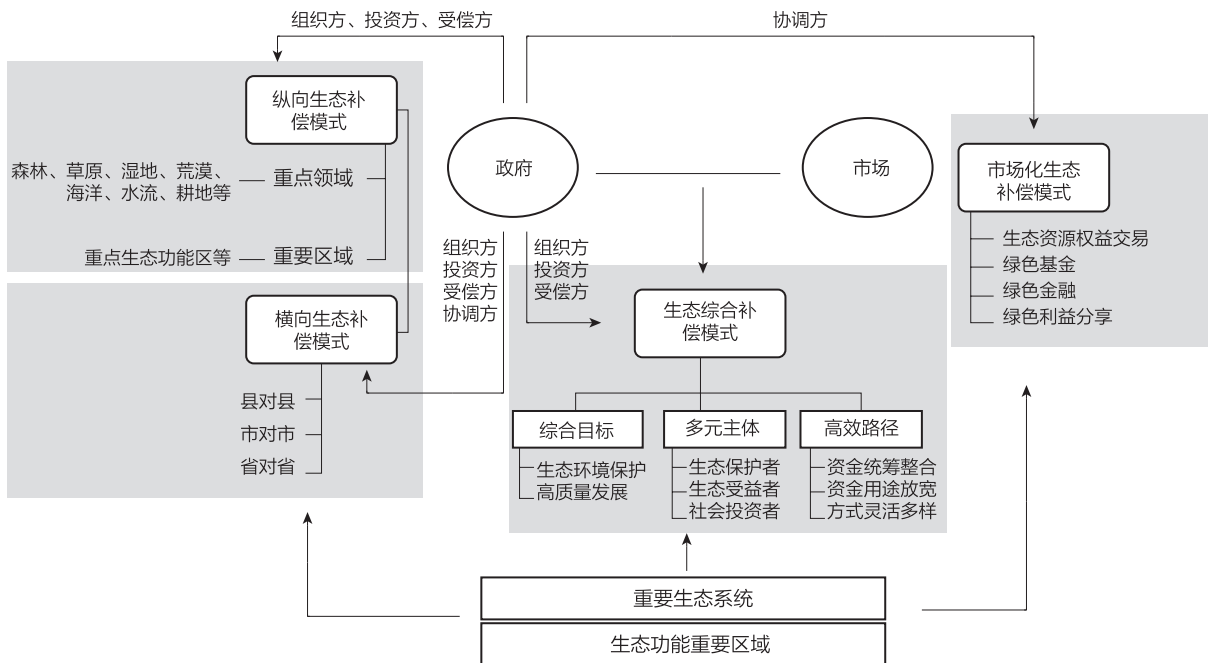 组织方、投资方、受偿方
协调方
纵向生态补
偿模式
森林、草原、湿地、荒漠、
海洋、水流、耕地等
重点领域
重点生态功能区等
重要区域
横向生态补
偿模式
县对县
市对市
省对省
政府
市场
组织方
投资方
受偿方
协调方
组织方
投资方
受偿方
生态综合补
偿模式
综合目标
生态环境保护
高质量发展
多元主体
生态保护者
生态受益者
社会投资者
高效路径
资金统筹整合
资金用途放宽
方式灵活多样
市场化生态
补偿模式
生态资源权益交易
绿色基金
绿色金融
绿色利益分享
重要生态系统
生态功能重要区域